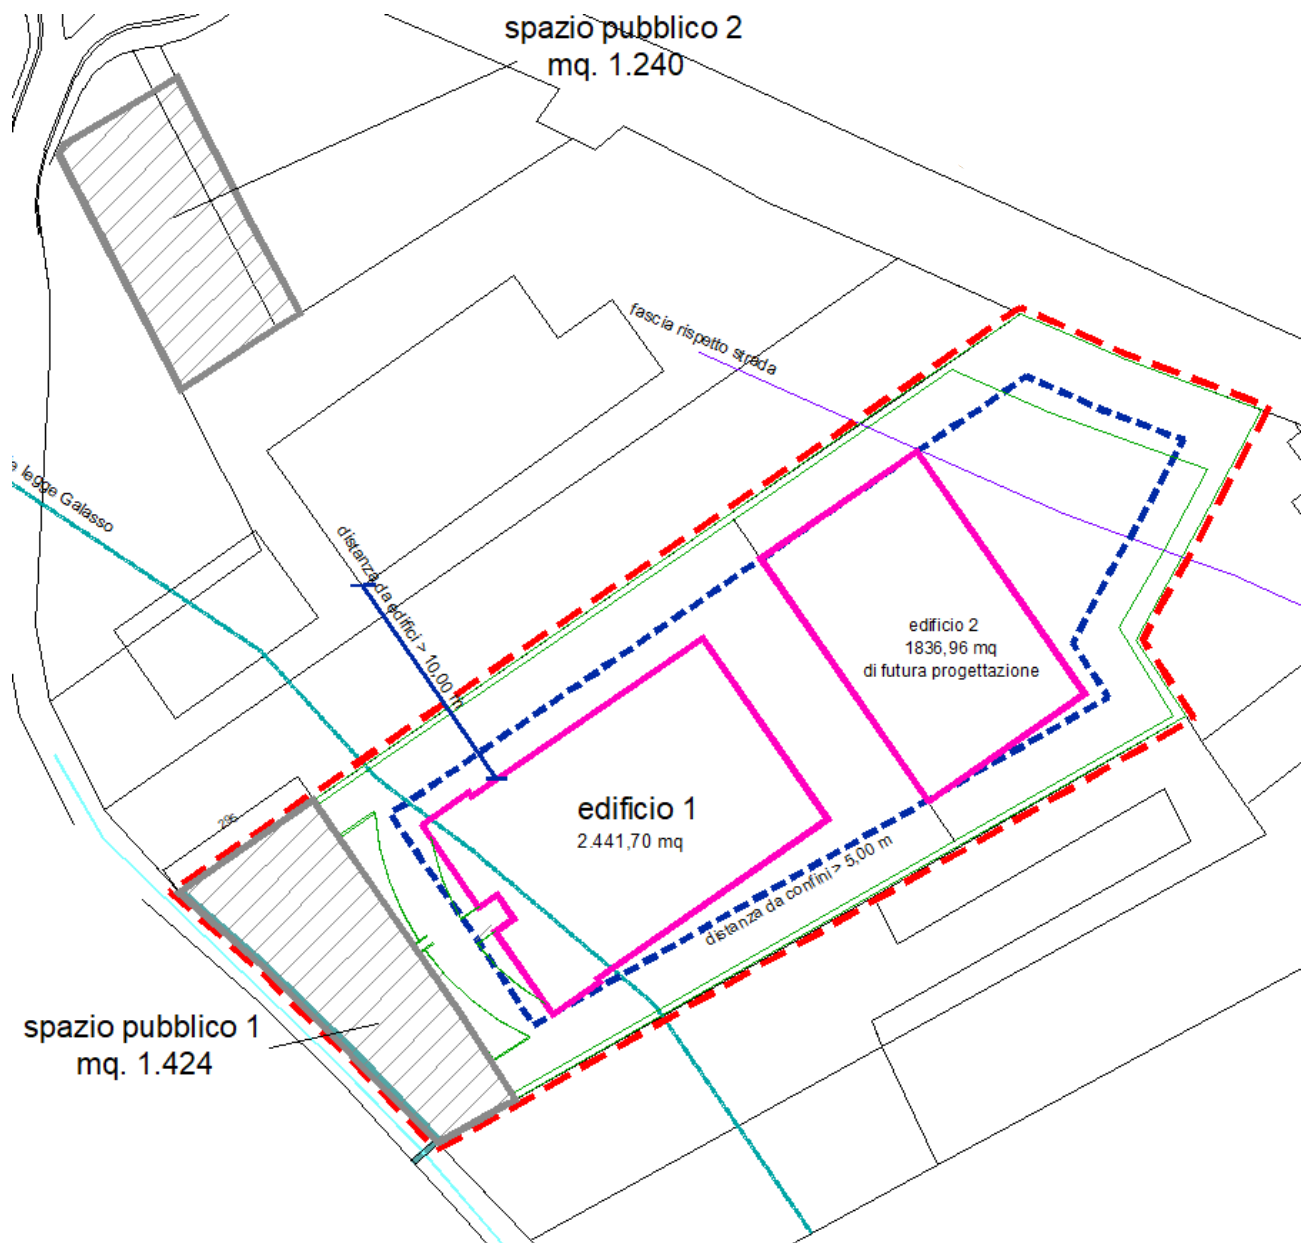 spazio pubblico 2
mq. 1.240
fascia rispetto strada
e legge Galasso
distanza da edifici > 10,00 m
edificio 2
1836,96 mq
di futura progettazione
edificio 1
2.441,70 mq
295
distanza da confini > 5,00 m
spazio pubblico 1
mq. 1.424